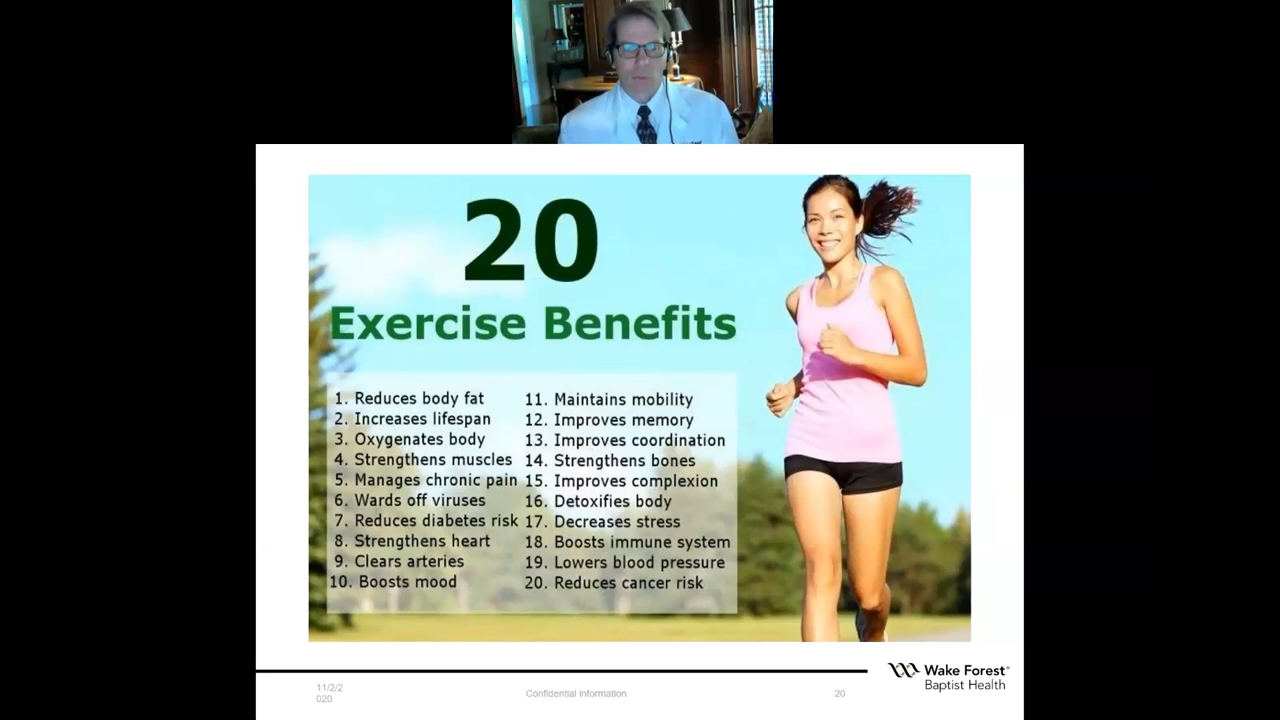 20
Exercise Benefits
1. Reduces body fat
2. Increases lifespan
3. Oxygenates body
4. Strengthens muscles
5. Manages chronic pain
6. Wards off viruses
7. Reduces diabetes risk
8. Strengthens heart
9. Clears arteries
10. Boosts mood
11. Maintains mobility
12. Improves memory
13. Improves coordination
14. Strengthens bones
15. Improves complexion
16. Detoxifies body
17. Decreases stress
18. Boosts immune system
19. Lowers blood pressure
20. Reduces cancer risk
11/2/2
020
Confidential Information
20
Wake Forest®
Baptist Health